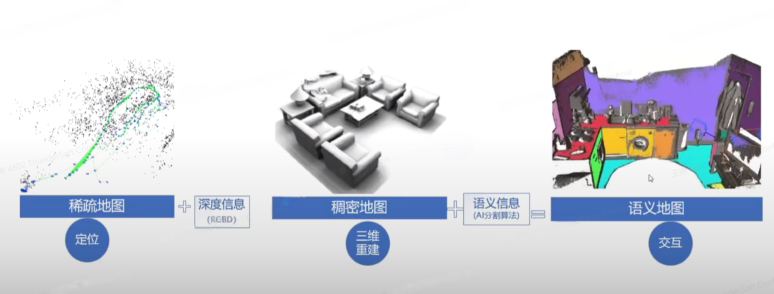 稀疏地图
+
深度信息
(RGBD)
稠密地图
+
语义信息
(AI分割算法)
=
语义地图
定位
三维
重建
交互